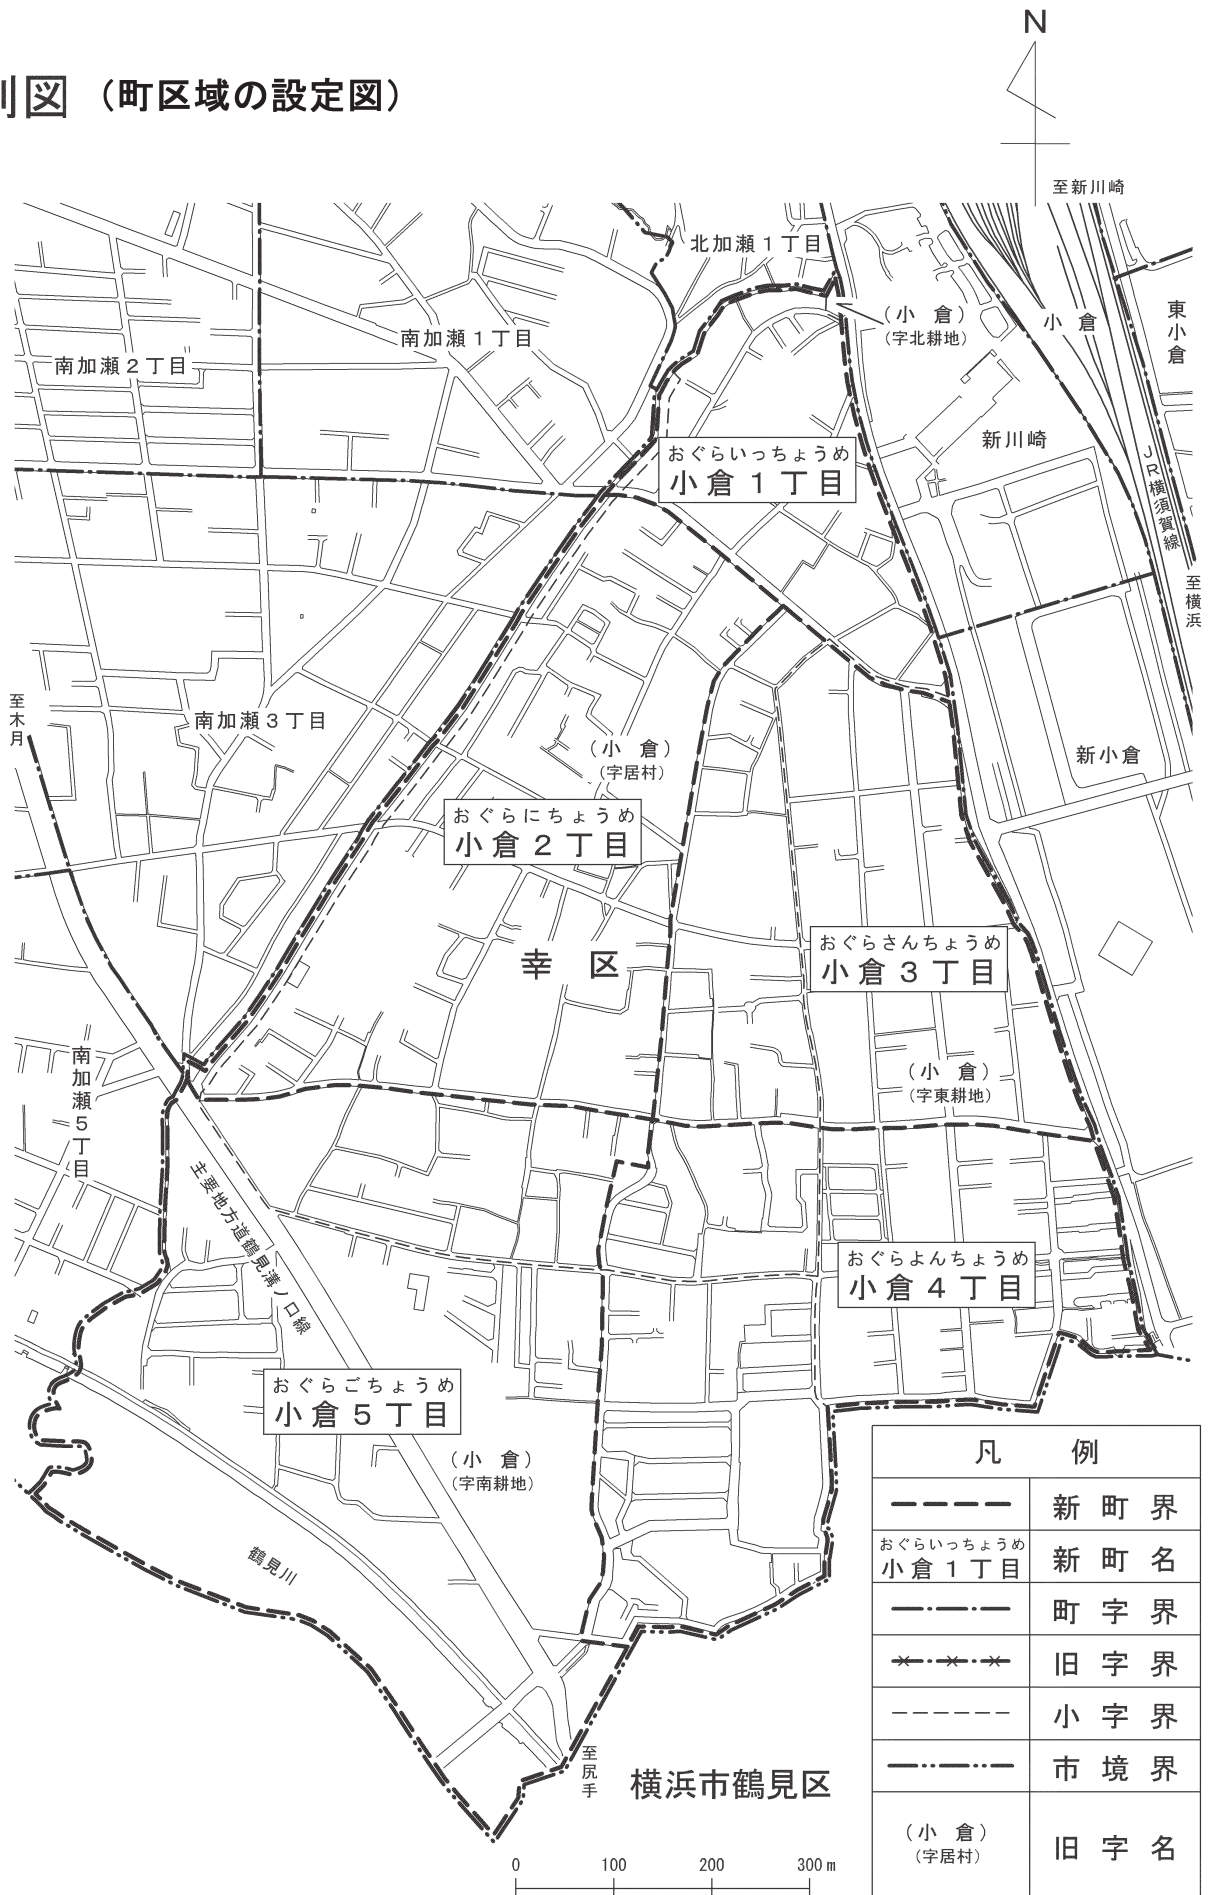 N
図 （町区域の設定図）
至新川崎
北加瀬１丁目
（小　倉）
（字北耕地）
小　倉
東小倉
南加瀬１丁目
南加瀬２丁目
新川崎
おぐらいっちょうめ
小倉１丁目
ＪＲ横須賀線
至横浜
至木月
南加瀬３丁目
（小　倉）
（字居村）
新小倉
おぐらにちょうめ
小倉２丁目
幸　区
おぐらさんちょうめ
小倉３丁目
南加瀬５丁目
（小　倉）
（字東耕地）
主要地方道鶴見溝ノ口線
おぐらよんちょうめ
小倉４丁目
おぐらごちょうめ
小倉５丁目
（小　倉）
（字南耕地）
鶴見川
至尻手
横浜市鶴見区
凡　例
新町界
おぐらいっちょうめ
小倉１丁目
新町名
町字界
旧字界
小字界
市境界
（小　倉）
（字居村）
旧字名
0 100 200 300ｍ